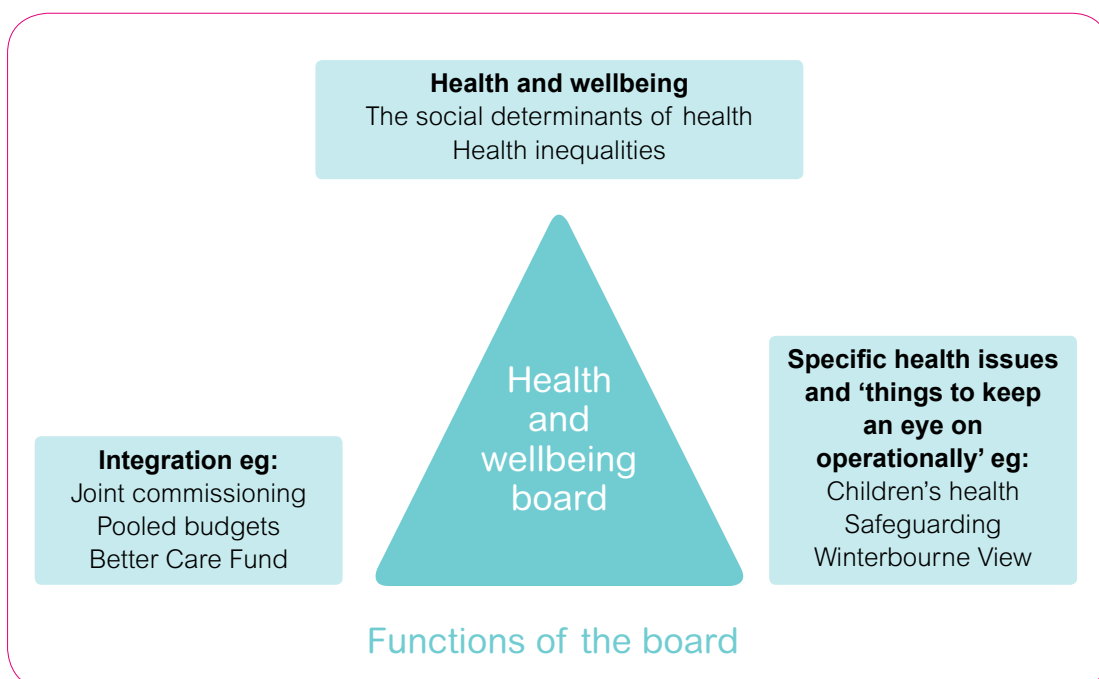 Health and wellbeing
The social determinants of health
Health inequalities
Health
and
wellbeing
board
Integration eg:
Joint commissioning
Pooled budgets
Better Care Fund
Specific health issues
and ‘things to keep
an eye on
operationally’ eg:
Children’s health
Safeguarding
Winterbourne View
Functions of the board